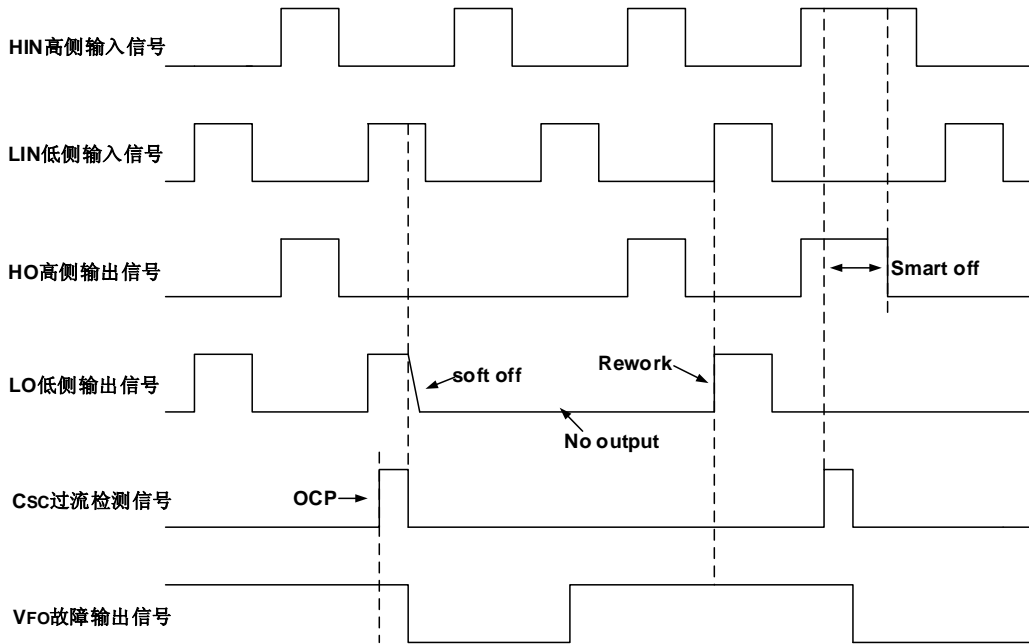 HIN高侧输入信号
LIN低侧输入信号
HO高侧输出信号
Smart off
LO低侧输出信号
soft off
Rework
No output
CSC过流检测信号
OCP
VFO故障输出信号